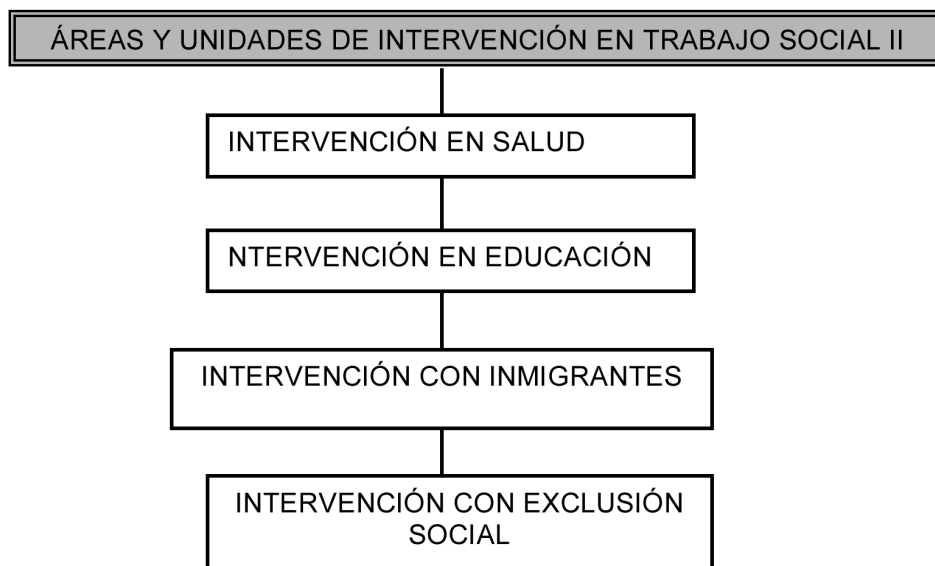 ÁREAS Y UNIDADES DE INTERVENCIÓN EN TRABAJO SOCIAL II
INTERVENCIÓN EN SALUD
NTERVENCIÓN EN EDUCACIÓN
INTERVENCIÓN CON INMIGRANTES
INTERVENCIÓN CON EXCLUSIÓN
SOCIAL